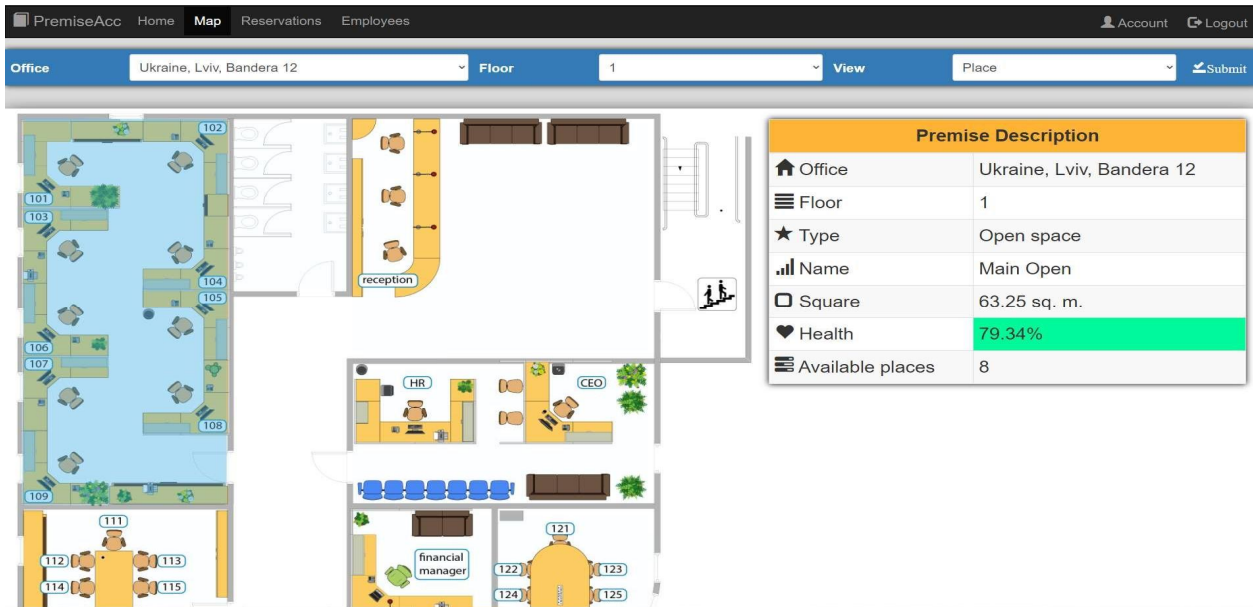 PremiseAcc Home Map Reservations Employees Account Logout
Office Ukraine, Lviv, Bandera 12 Floor 1 View Place Submit
Premise Description
Office Ukraine, Lviv, Bandera 12
Floor 1
Type Open space
Name Main Open
Square 63.25 sq. m.
Health 79.34%
Available places 8
102
101
103
104
105
106
107
108
109
reception
HR
CEO
111
112
113
114
115
financial
manager
121
122
123
124
125